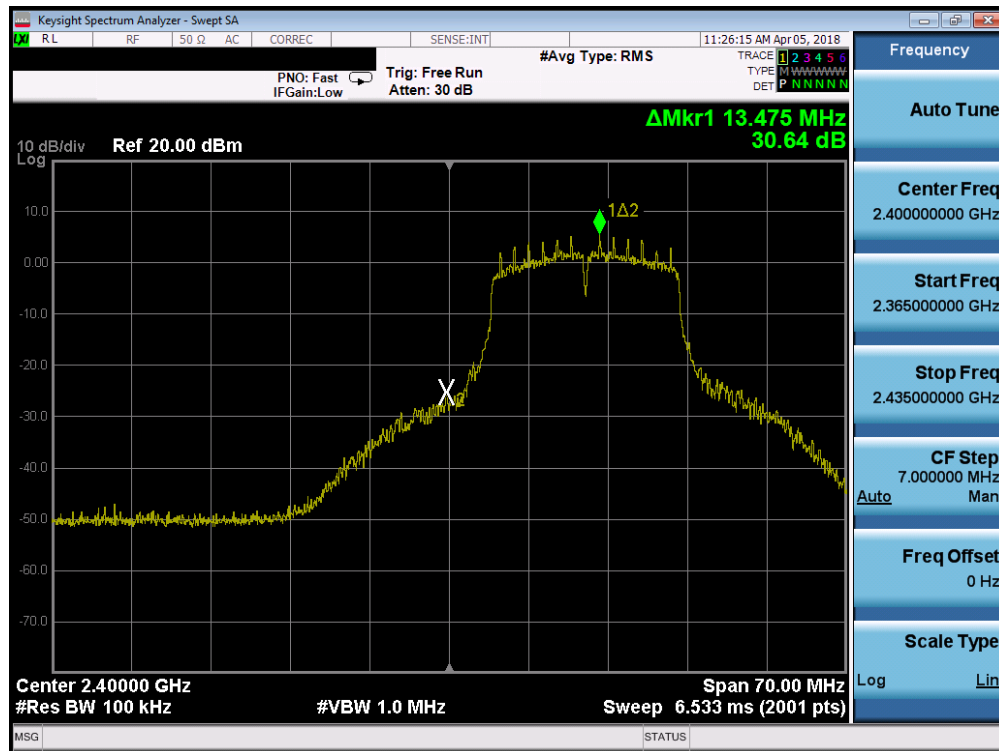 Keysight Spectrum Analyzer - Swept SA
LXI RL RF 50 Ω AC CORREC SENSE:INT 11:26:15 AM Apr 05, 2018
#Avg Type: RMS
TRACE 1 2 3 4 5 6
TYPE M WWWWW
DET P N N N N N
PNO: Fast
IFGain:Low
Trig: Free Run
Atten: 30 dB
ΔMkr1 13.475 MHz
30.64 dB
10 dB/div Ref 20.00 dBm
Log
10.0
0.00
-10.0
-20.0
-30.0
-40.0
-50.0
-60.0
-70.0
1Δ2
X2
Center 2.40000 GHz Span 70.00 MHz
#Res BW 100 kHz #VBW 1.0 MHz Sweep 6.533 ms (2001 pts)
MSG STATUS
Frequency
Auto Tune
Center Freq
2.400000000 GHz
Start Freq
2.365000000 GHz
Stop Freq
2.435000000 GHz
CF Step
7.000000 MHz
Auto Man
Freq Offset
0 Hz
Scale Type
Log Lin